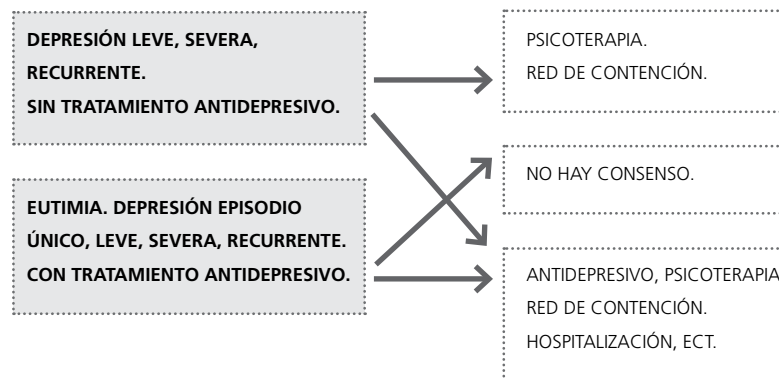 DEPRESIÓN LEVE, SEVERA,
RECURRENTE.
SIN TRATAMIENTO ANTIDEPRESIVO.
EUTIMIA. DEPRESIÓN EPISODIO
ÚNICO, LEVE, SEVERA, RECURRENTE.
CON TRATAMIENTO ANTIDEPRESIVO.
PSICOTERAPIA.
RED DE CONTENCIÓN.
NO HAY CONSENSO.
ANTIDEPRESIVO, PSICOTERAPIA
RED DE CONTENCIÓN.
HOSPITALIZACIÓN, ECT.